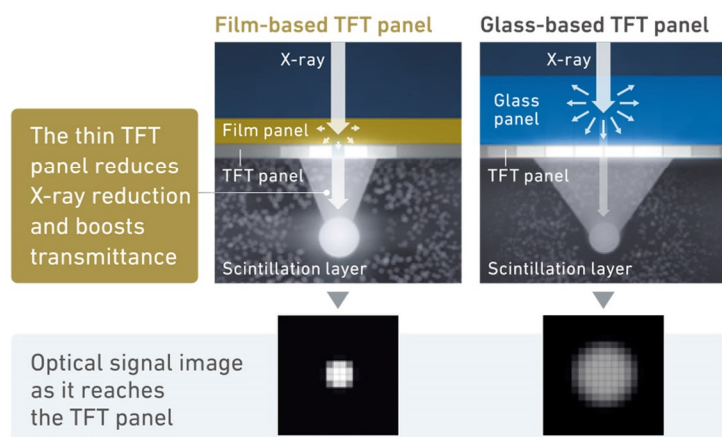 Film-based TFT panel
Glass-based TFT panel
X-ray
X-ray
The thin TFT
panel reduces
X-ray reduction
and boosts
transmittance
Film panel
TFT panel
Scintillation layer
Glass
panel
TFT panel
Scintillation layer
Optical signal image
as it reaches
the TFT panel